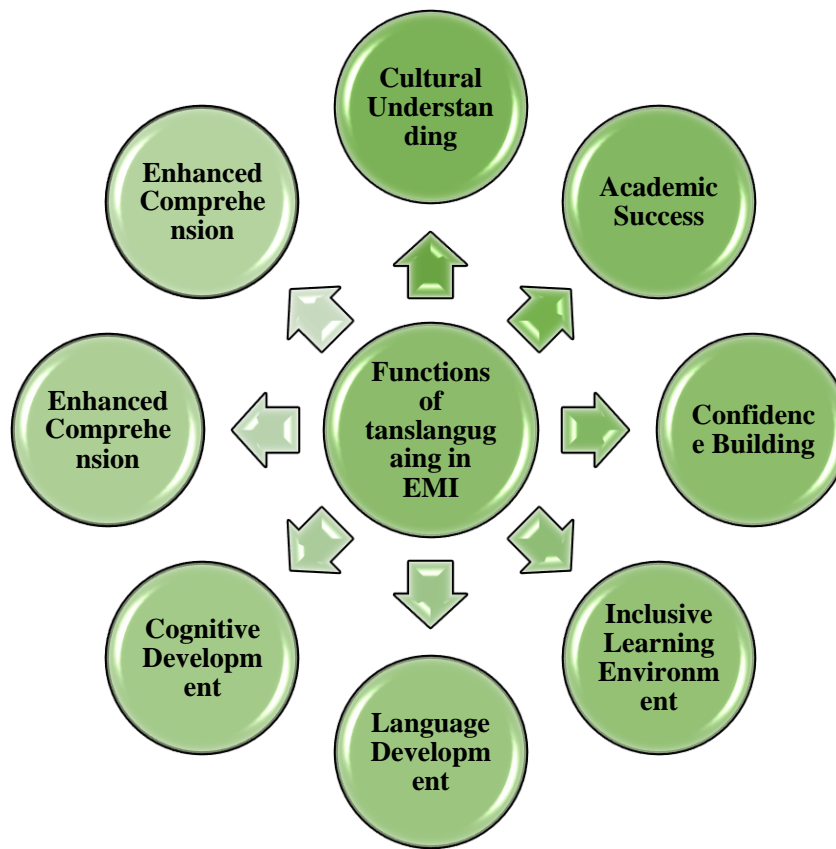 Cultural
Understan
ding
Academic
Success
Confidenc
e Building
Inclusive
Learning
Environm
ent
Language
Developm
ent
Cognitive
Developm
ent
Enhanced
Comprehe
nsion
Enhanced
Comprehe
nsion
Functions
of
tanslangug
aing in
EMI